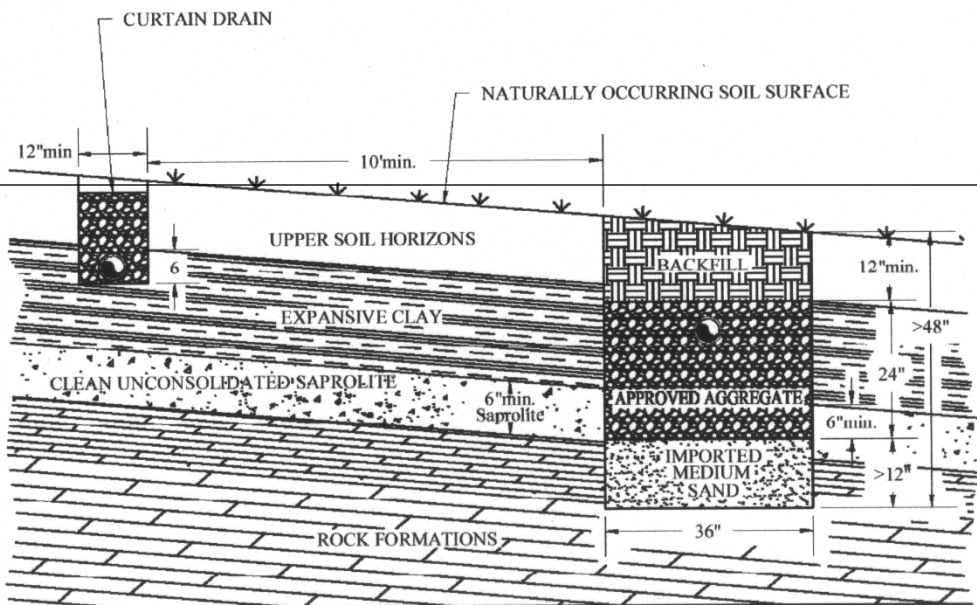 CURTAIN DRAIN
NATURALLY OCCURRING SOIL SURFACE
12"min
10'min.
UPPER SOIL HORIZONS
6
BACKFILL
12"min.
EXPANSIVE CLAY
>48"
24"
CLEAN UNCONSOLIDATED SAPROLITE
6"min.
Saprolite
APPROVED AGGREGATE
6"min.
IMPORTED
MEDIUM
SAND
>12"
ROCK FORMATIONS
36"